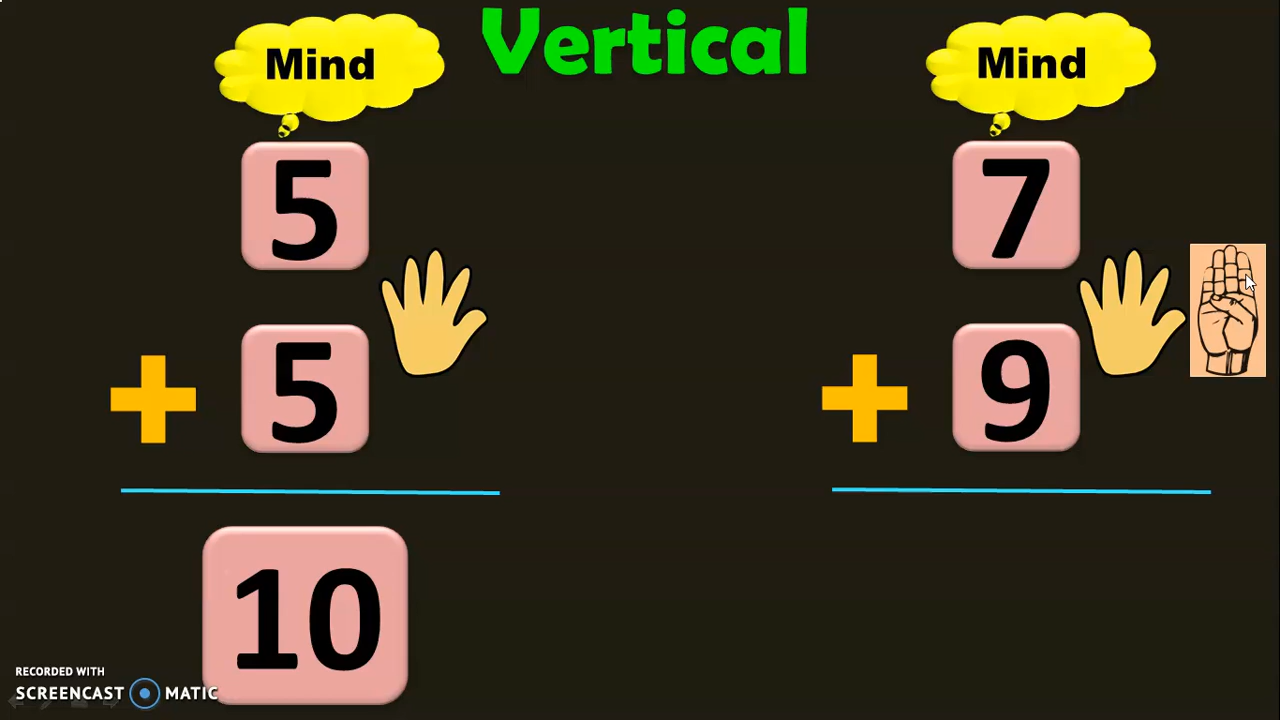 Vertical
Mind
5
+ 5
10
Mind
7
+ 9
RECORDED WITH
SCREENCAST MATIC